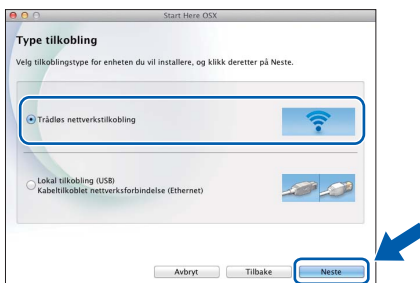 Start Here OSX
Type tilkobling
Velg tilkoblingstype for enheten du vil installere, og klikk deretter på Neste.
Trådløs nettverkstilkobling
Lokal tilkobling (USB)
Kabeltilkoblet nettverksforbindelse (Ethernet)
Avbryt Tilbake Neste